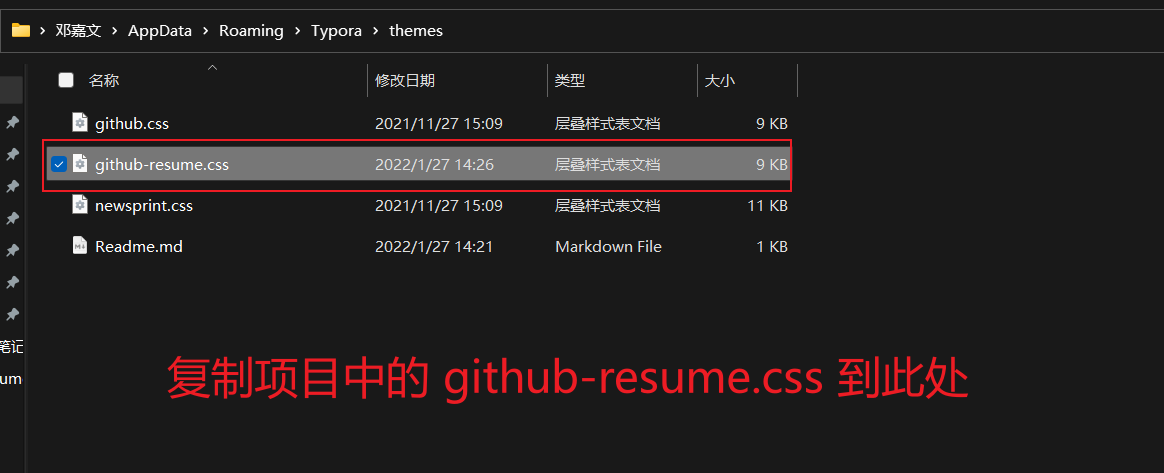 邓嘉文 › AppData › Roaming › Typora › themes
名称 修改日期 类型 大小
github.css 2021/11/27 15:09 层叠样式表文档 9 KB
github-resume.css 2022/1/27 14:26 层叠样式表文档 9 KB
newsprint.css 2021/11/27 15:09 层叠样式表文档 11 KB
Readme.md 2022/1/27 14:21 Markdown File 1 KB
笔记
ume
复制项目中的 github-resume.css 到此处